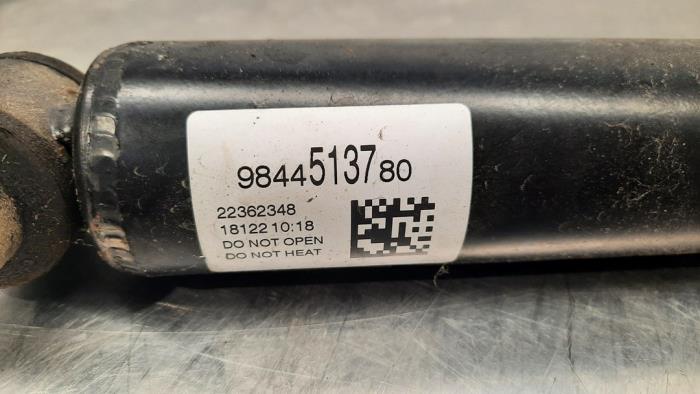 9844513780
22362348
18122 10:18
DO NOT OPEN
DO NOT HEAT